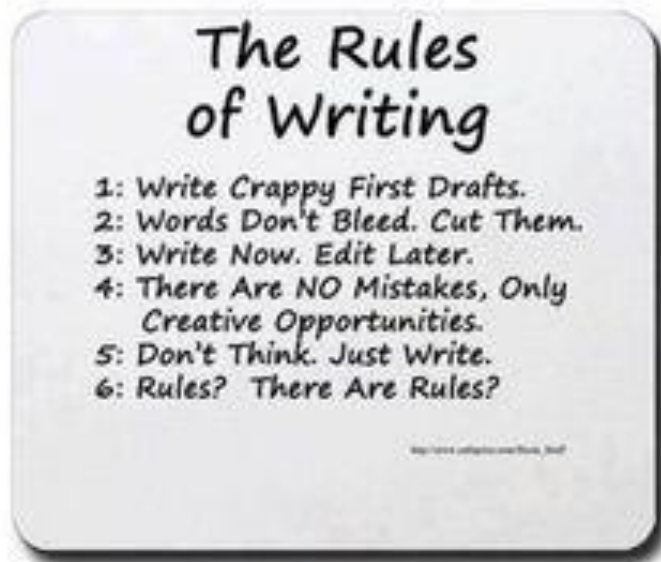 The Rules
of Writing
1: Write Crappy First Drafts.
2: Words Don't Bleed. Cut Them.
3: Write Now. Edit Later.
4: There Are NO Mistakes, Only
Creative Opportunities.
5: Don't Think. Just Write.
6: Rules? There Are Rules?